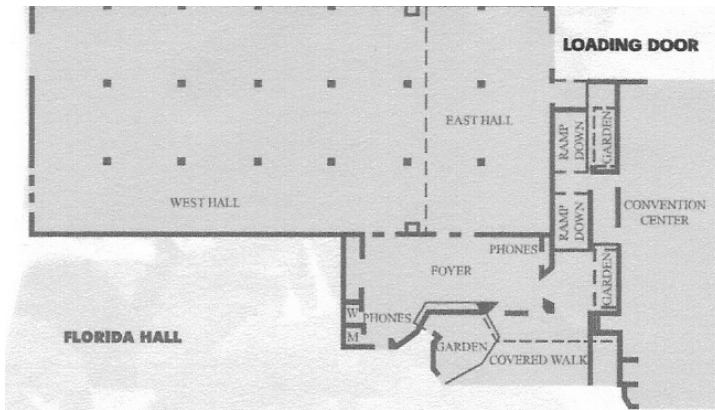 LOADING DOOR
EAST HALL
RAMP
DOWN
GARDEN
WEST HALL
CONVENTION
CENTER
RAMP
DOWN
PHONES
FOYER
GARDEN
W
PHONES
FLORIDA HALL
M
GARDEN
COVERED WALK